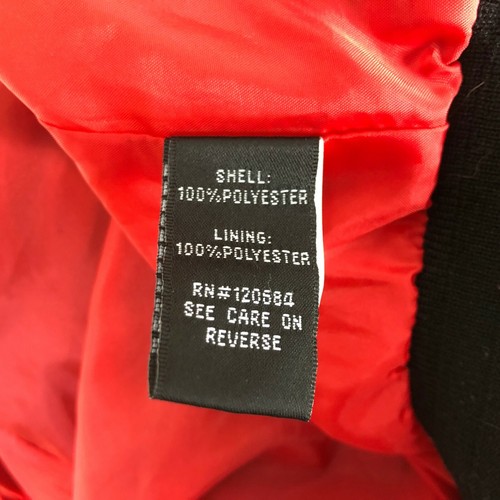 SHELL:
100%POLYESTER
LINING:
100%POLYESTER
RN#120684
SEE CARE ON
REVERSE